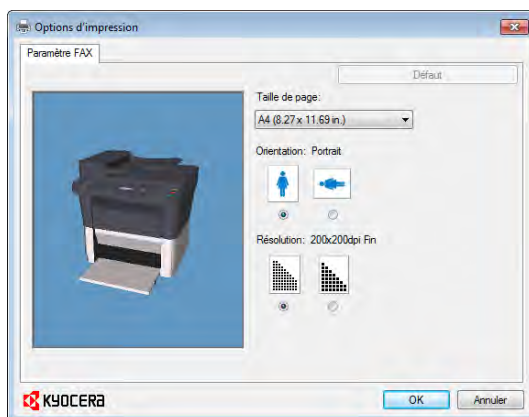 Options d'impression
Paramètre FAX
Défaut
Taille de page:
A4 (8.27 x 11.69 in.)
Orientation: Portrait
Résolution: 200x200dpi Fin
KYOCERA
OK
Annuler